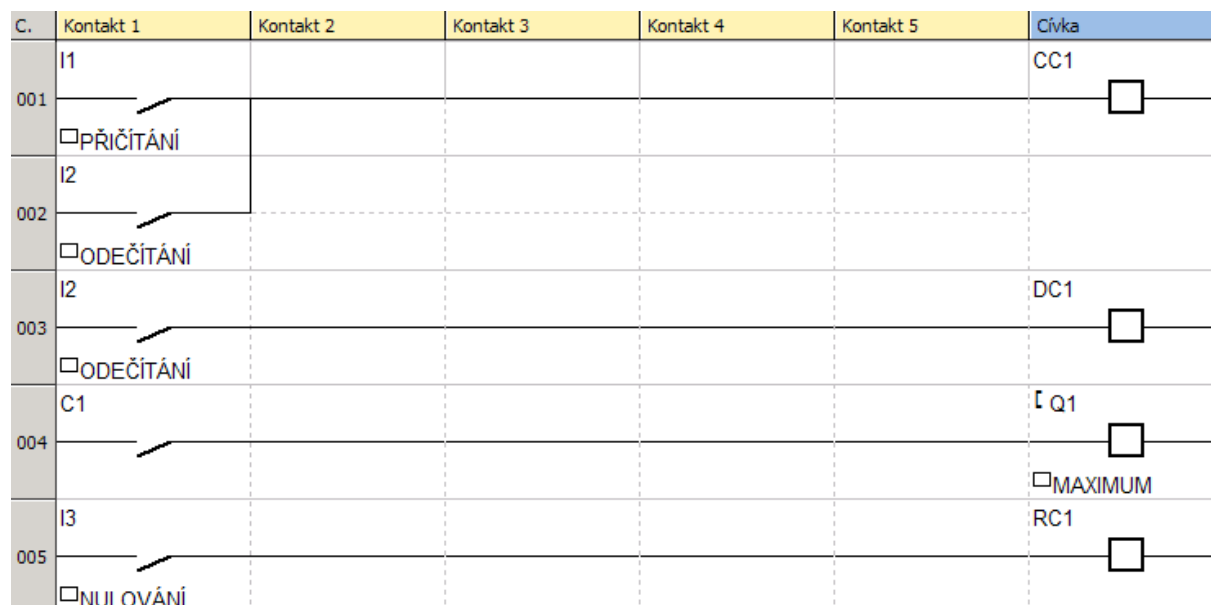 C. Kontakt 1 Kontakt 2 Kontakt 3 Kontakt 4 Kontakt 5 Cívka
I1 CC1
001
PŘIČÍTÁNÍ
I2
002
ODEČÍTÁNÍ
I2 DC1
003
ODEČÍTÁNÍ
C1 [ Q1
004
MAXIMUM
I3 RC1
005
NULOVÁNÍ